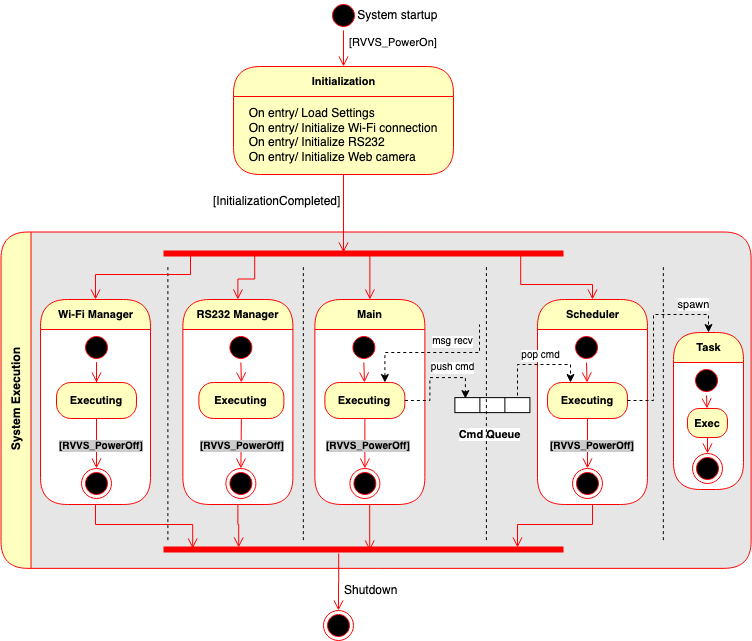 System startup
[RVVS_PowerOn]
Initialization
On entry/ Load Settings
On entry/ Initialize Wi-Fi connection
On entry/ Initialize RS232
On entry/ Initialize Web camera
[InitializationCompleted]
System Execution
Wi-Fi Manager
Executing
[RVVS_PowerOff]
RS232 Manager
Executing
[RVVS_PowerOff]
Main
Executing
[RVVS_PowerOff]
msg recv
push cmd
Cmd Queue
pop cmd
Scheduler
Executing
[RVVS_PowerOff]
spawn
Task
Exec
Shutdown